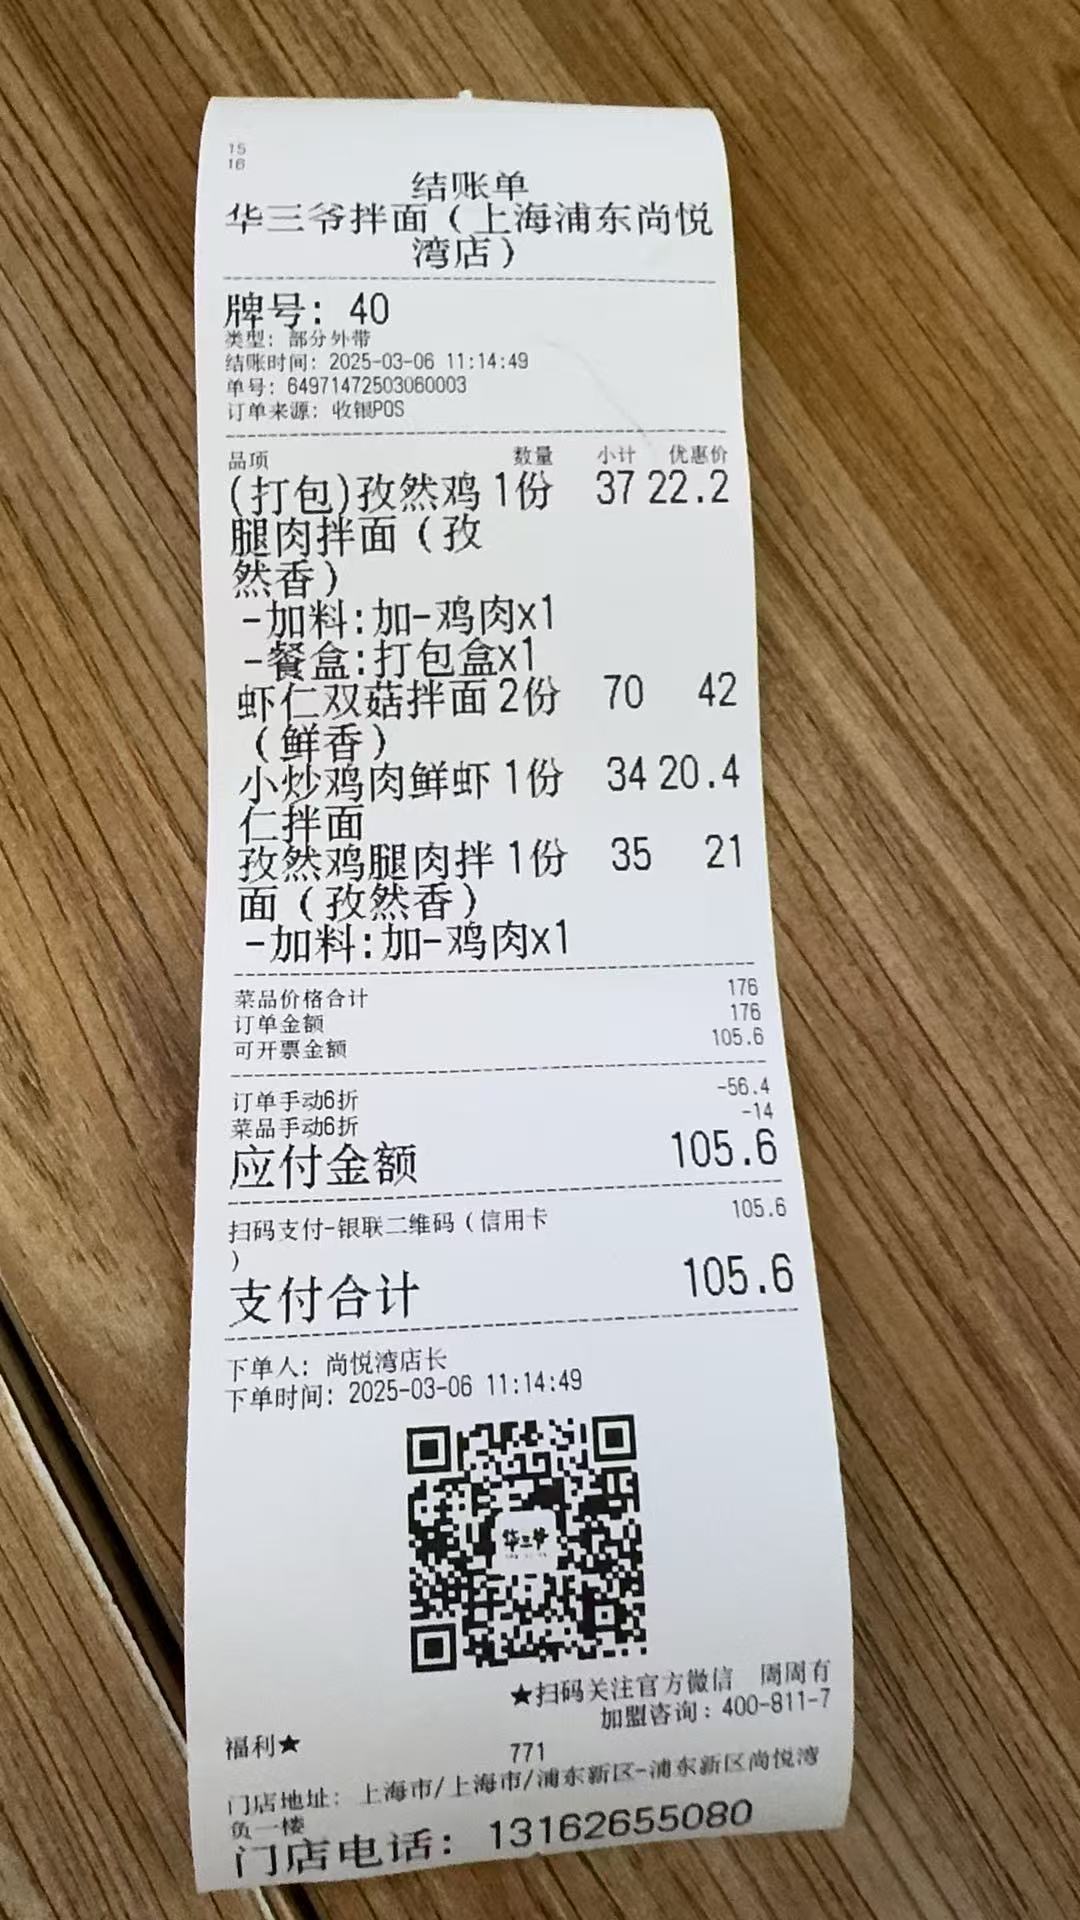 15
16
结账单
华三爷拌面（上海浦东尚悦
湾店）
牌号: 40
类型: 部分外带
结账时间: 2025-03-06 11:14:49
单号: 64971472503060003
订单来源: 收银POS
品项 数量 小计 优惠价
(打包)孜然鸡 1份 37 22.2
腿肉拌面（孜
然香）
-加料:加-鸡肉x1
-餐盒:打包盒x1
虾仁双菇拌面 2份 70 42
（鲜香）
小炒鸡肉鲜虾 1份 34 20.4
仁拌面
孜然鸡腿肉拌 1份 35 21
面（孜然香）
-加料:加-鸡肉x1
菜品价格合计 176
订单金额 176
可开票金额 105.6
订单手动6折 -56.4
菜品手动6折 -14
应付金额 105.6
扫码支付-银联二维码（信用卡 105.6
）
支付合计 105.6
下单人: 尚悦湾店长
下单时间: 2025-03-06 11:14:49
华三爷
★扫码关注官方微信 周周有
加盟咨询：400-811-7
福利★ 771
门店地址: 上海市/上海市/浦东新区-浦东新区尚悦湾
负一楼
门店电话: 13162655080